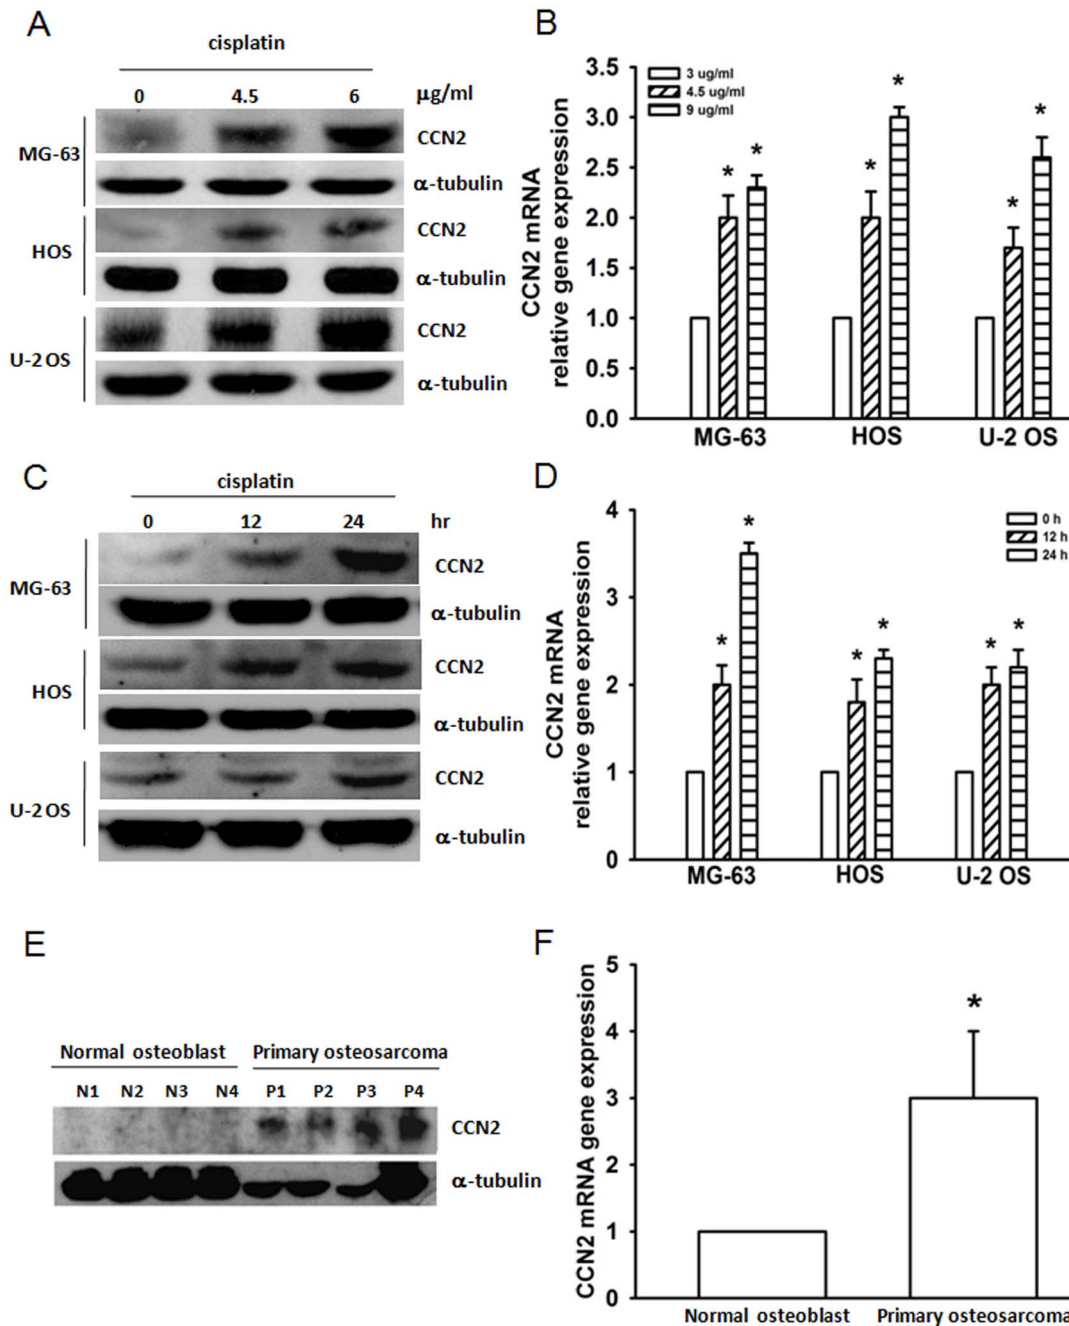 A
cisplatin
0 4.5 6 μg/ml
MG-63
CCN2
α-tubulin
HOS
CCN2
α-tubulin
U-2 OS
CCN2
α-tubulin
B
CCN2 mRNA
relative gene expression
3.5
3.0
2.5
2.0
1.5
1.0
0.5
0.0
3 ug/ml
4.5 ug/ml
9 ug/ml
* * * * * *
MG-63 HOS U-2 OS
C
cisplatin
0 12 24 hr
MG-63
CCN2
α-tubulin
HOS
CCN2
α-tubulin
U-2 OS
CCN2
α-tubulin
D
CCN2 mRNA
relative gene expression
4
3
2
1
0
0 h
12 h
24 h
* * * * * *
MG-63 HOS U-2 OS
E
Normal osteoblast Primary osteosarcoma
N1 N2 N3 N4 P1 P2 P3 P4
CCN2
α-tubulin
F
CCN2 mRNA gene expression
5
4
3
2
1
0
*
Normal osteoblast Primary osteosarcoma